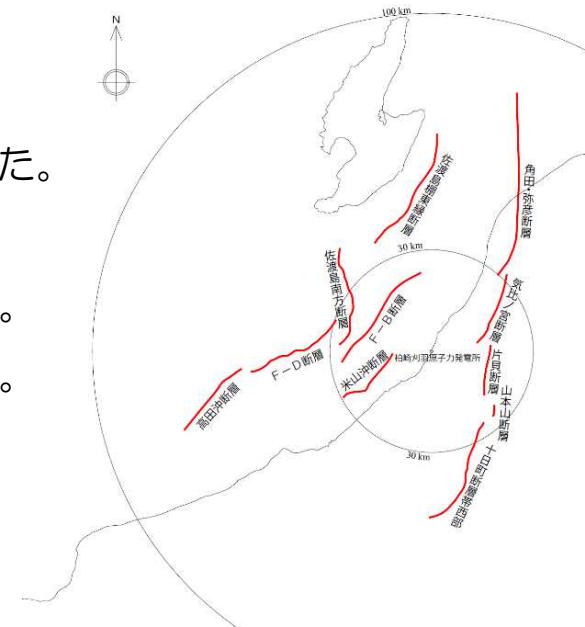 100 km
N
た。
佐渡島棚東縁断層
角田・弥彦断層
30 km
佐渡島南方断層
。
気比ノ宮断層
F－B断層
柏崎刈羽原子力発電所
片貝断層
F－D断層
米山沖断層
。
高田沖断層
山本山断層
30 km
十日町断層帯西部